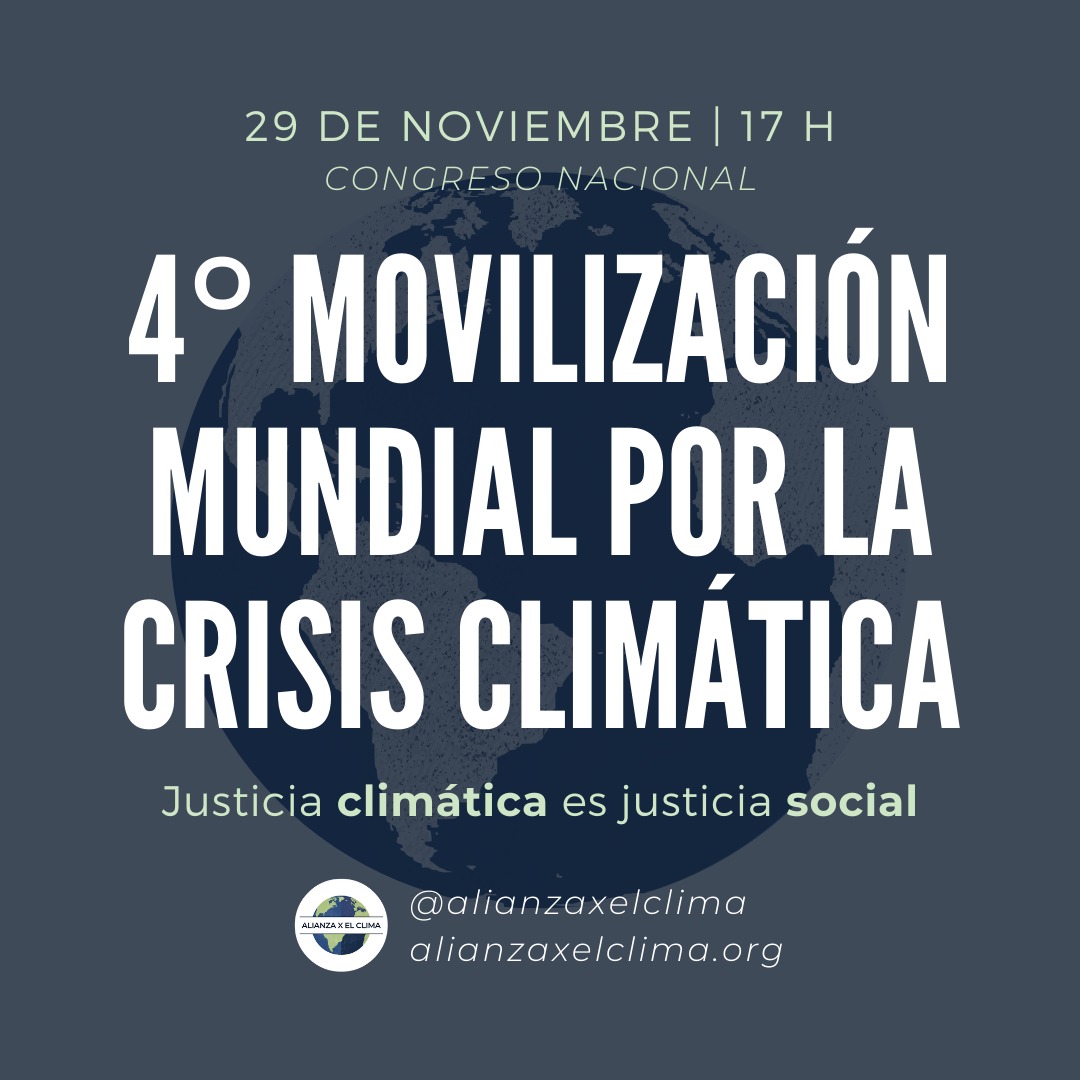 29 DE NOVIEMBRE | 17 H
CONGRESO NACIONAL
4° MOVILIZACIÓN
MUNDIAL POR LA
CRISIS CLIMÁTICA
Justicia climática es justicia social
ALIANZA X EL CLIMA
@alianzaxelclima
alianzaxelclima.org